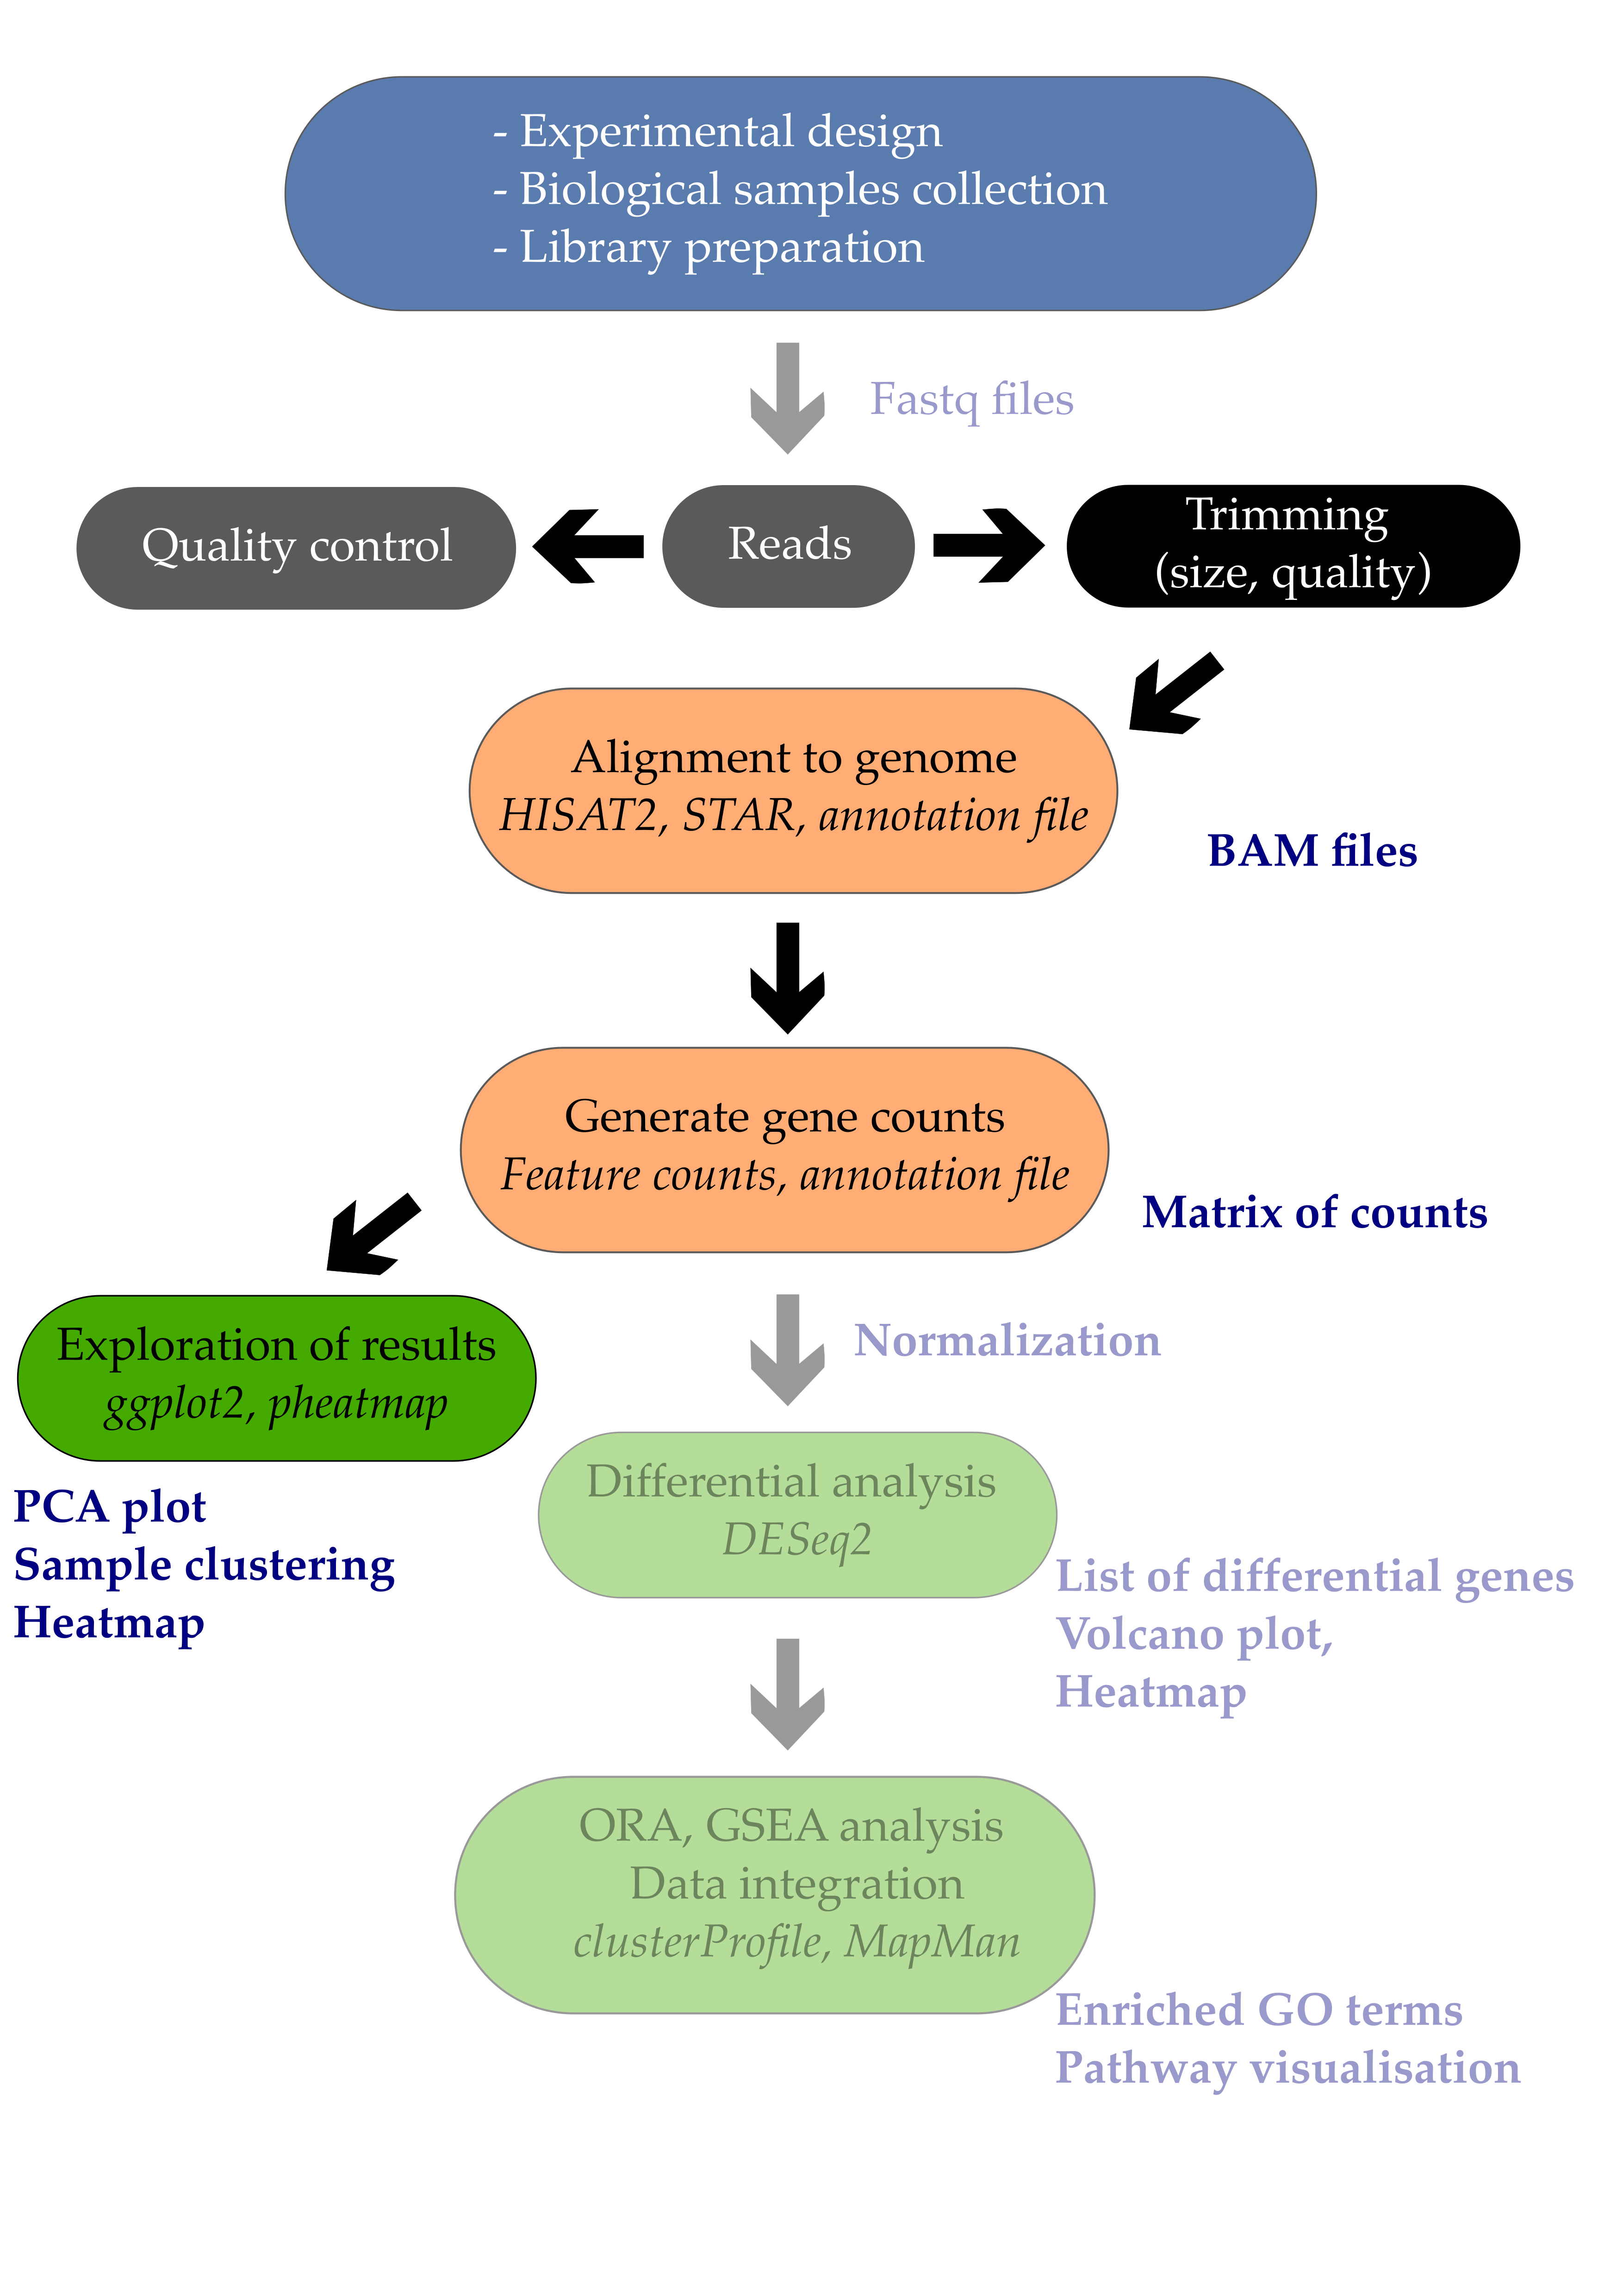 - Experimental design
- Biological samples collection
- Library preparation
Fastq files
Quality control
Reads
Trimming
(size, quality)
Alignment to genome
HISAT2, STAR, annotation file
BAM files
Generate gene counts
Feature counts, annotation file
Matrix of counts
Exploration of results
ggplot2, pheatmap
PCA plot
Sample clustering
Heatmap
Normalization
Differential analysis
DESeq2
List of differential genes
Volcano plot,
Heatmap
ORA, GSEA analysis
Data integration
clusterProfile, MapMan
Enriched GO terms
Pathway visualisation